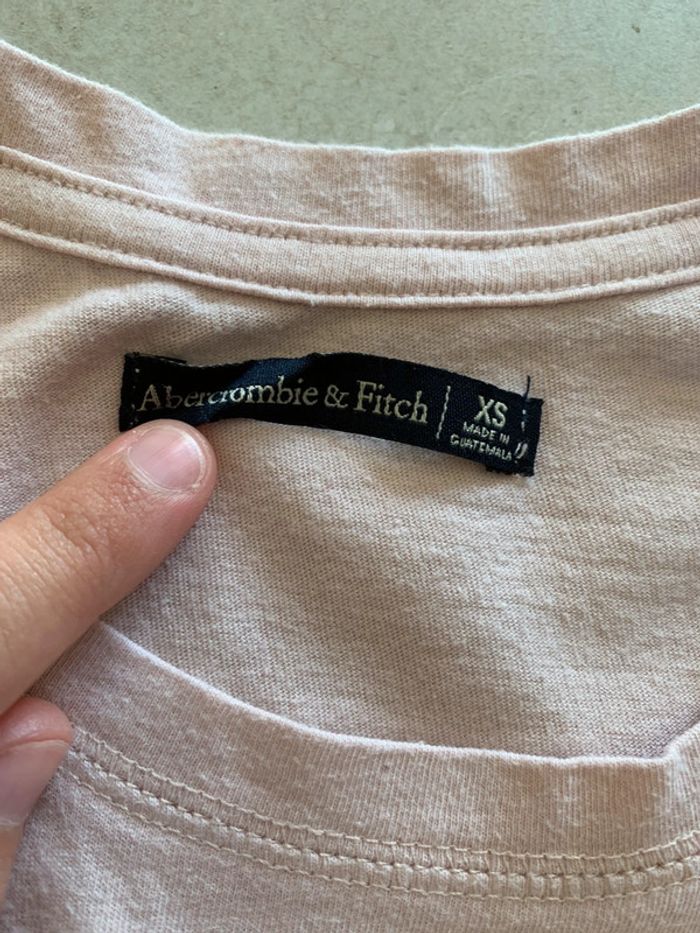 Abercrombie & Fitch
XS
MADE IN
GUATEMALA